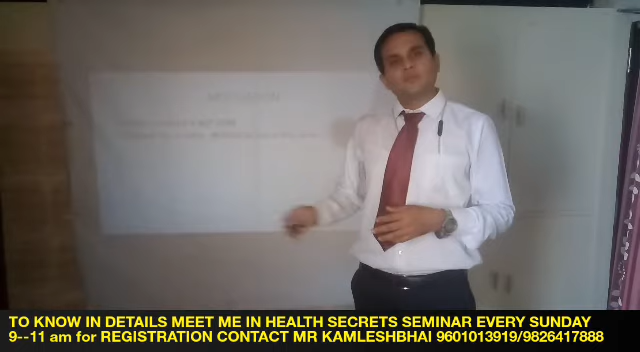 MOTIVATION
TO KNOW IN DETAILS MEET ME IN HEALTH SECRETS SEMINAR EVERY SUNDAY
9--11 am for REGISTRATION CONTACT MR KAMLESHBHAI 9601013919/9826417888